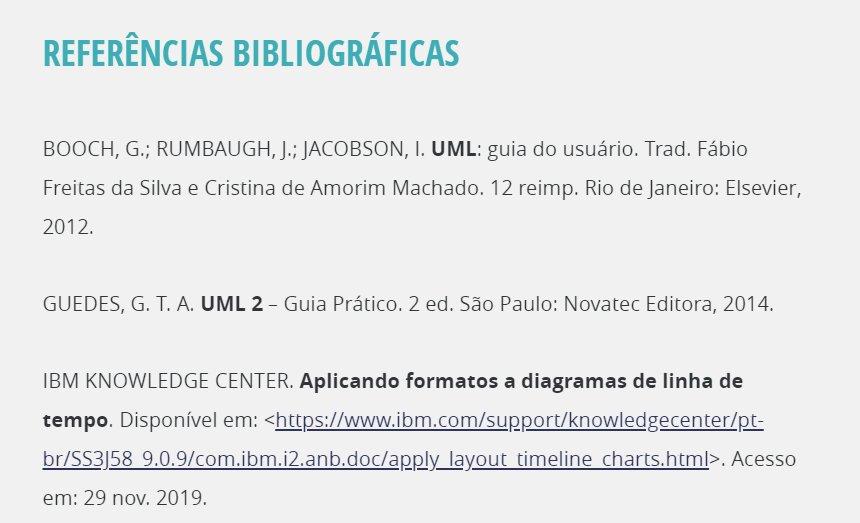 REFERÊNCIAS BIBLIOGRÁFICAS
BOOCH, G.; RUMBAUGH, J.; JACOBSON, I. UML: guia do usuário. Trad. Fábio
Freitas da Silva e Cristina de Amorim Machado. 12 reimp. Rio de Janeiro: Elsevier,
2012.
GUEDES, G. T. A. UML 2 – Guia Prático. 2 ed. São Paulo: Novatec Editora, 2014.
IBM KNOWLEDGE CENTER. Aplicando formatos a diagramas de linha de
tempo. Disponível em: <https://www.ibm.com/support/knowledgecenter/pt-
br/SS3J58_9.0.9/com.ibm.i2.anb.doc/apply_layout_timeline_charts.html>. Acesso
em: 29 nov. 2019.